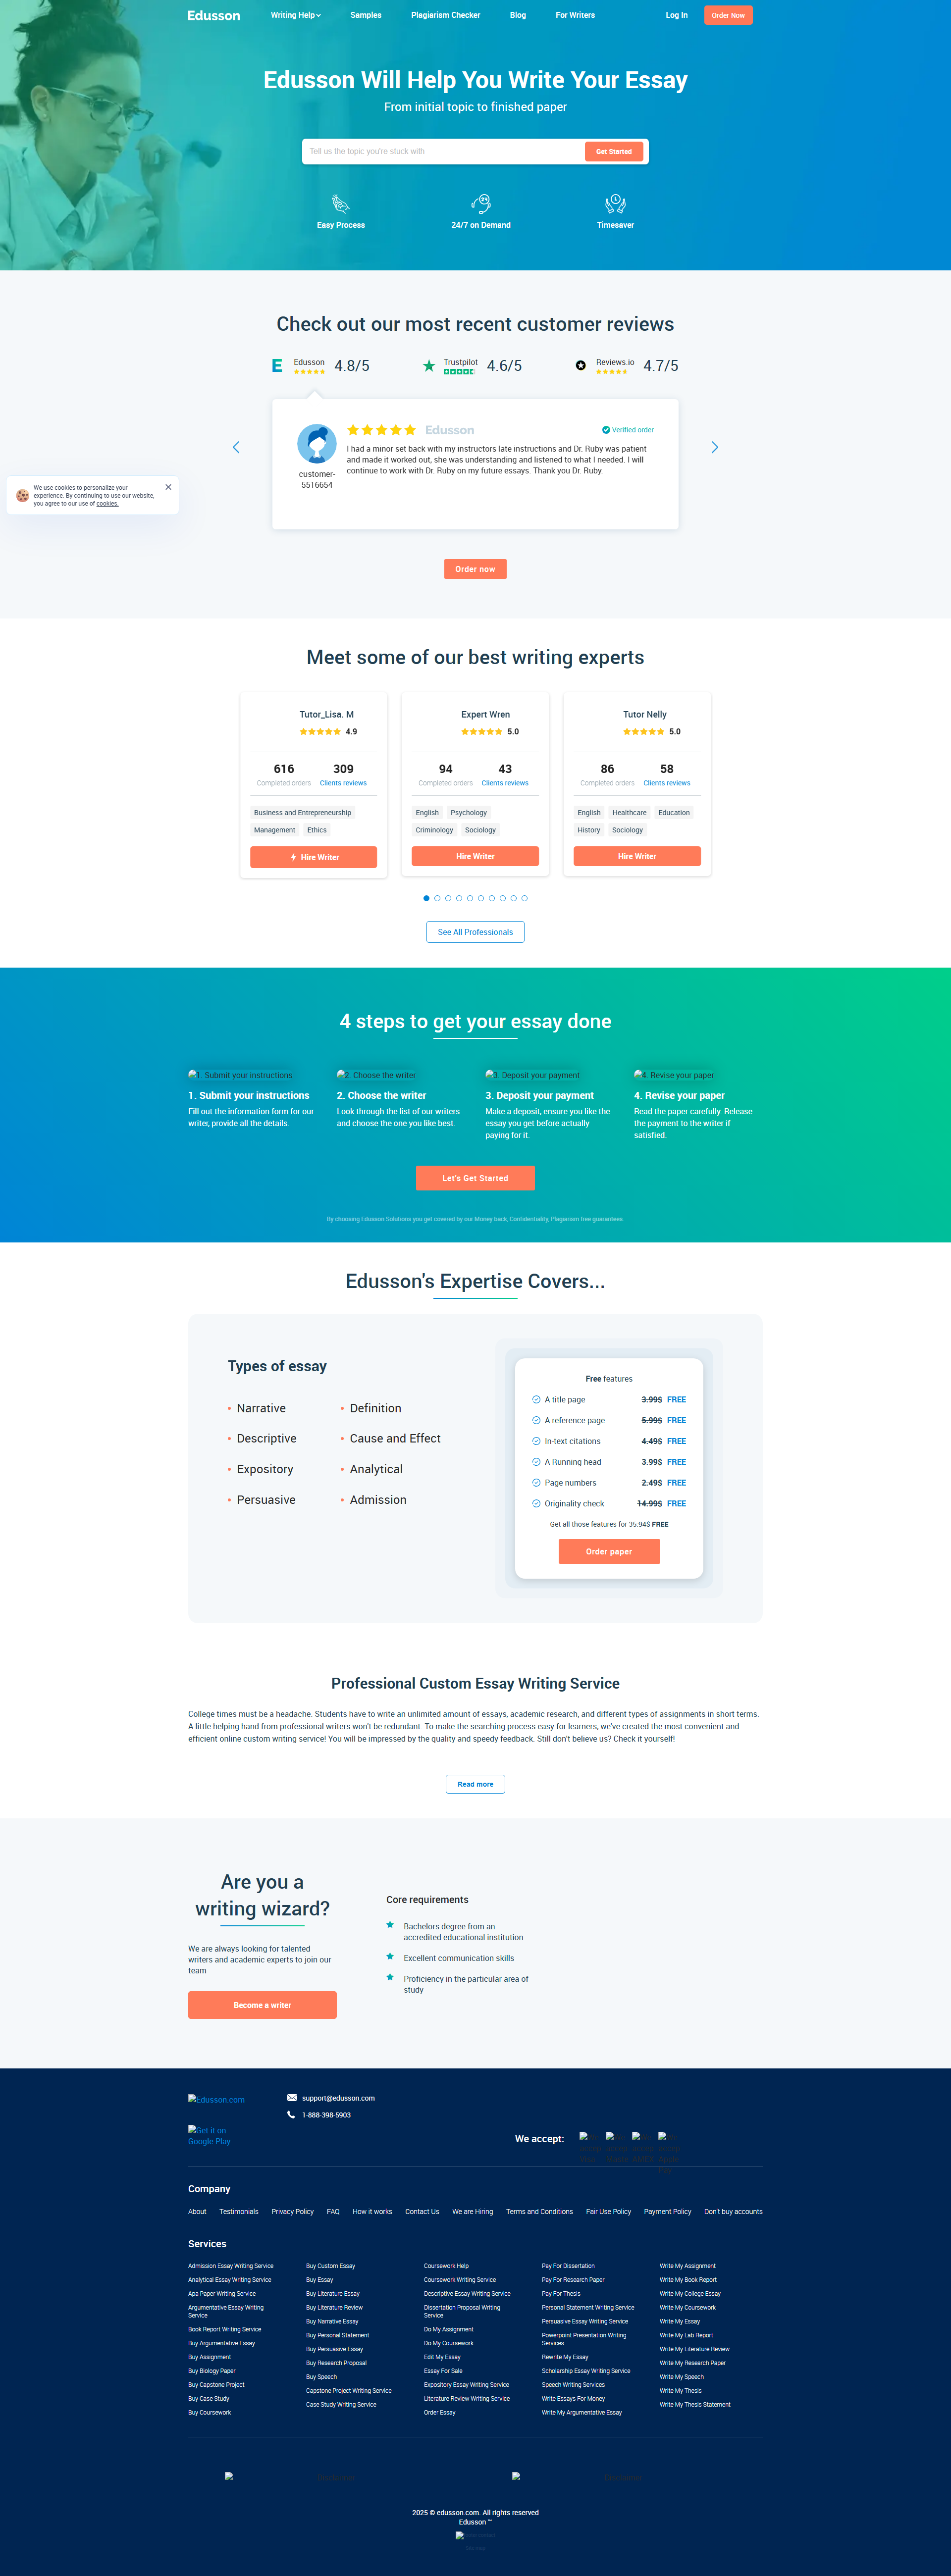 Edusson
Writing Help
Samples
Plagiarism Checker
Blog
For Writers
Log In
Order Now
Edusson Will Help You Write Your Essay
From initial topic to finished paper
Tell us the topic you're stuck with
Get Started
Easy Process
24/7 on Demand
Timesaver
Check out our most recent customer reviews
Edusson
4.8/5
Trustpilot
4.6/5
Reviews.io
4.7/5
Edusson
Verified order
I had a minor set back with my instructors late instructions and Dr. Ruby was patient
and made it worked out, she was understanding and listened to what I needed. I will
continue to work with Dr. Ruby on my future essays. Thank you Dr. Ruby.
customer-
5516654
We use cookies to personalize your
experience. By continuing to use our website,
you agree to our use of cookies.
Order now
Meet some of our best writing experts
Tutor_Lisa. M
4.9
616
Completed orders
309
Clients reviews
Business and Entrepreneurship
Management
Ethics
Hire Writer
Expert Wren
5.0
94
Completed orders
43
Clients reviews
English
Psychology
Criminology
Sociology
Hire Writer
Tutor Nelly
5.0
86
Completed orders
58
Clients reviews
English
Healthcare
Education
History
Sociology
Hire Writer
See All Professionals
4 steps to get your essay done
1. Submit your instructions
2. Choose the writer
3. Deposit your payment
4. Revise your paper
1. Submit your instructions
Fill out the information form for our
writer, provide all the details.
2. Choose the writer
Look through the list of our writers
and choose the one you like best.
3. Deposit your payment
Make a deposit, ensure you like the
essay you get before actually
paying for it.
4. Revise your paper
Read the paper carefully. Release
the payment to the writer if
satisfied.
Let's Get Started
By choosing Edusson Solutions you get covered by our Money back, Confidentiality, Plagiarism free guarantees.
Edusson's Expertise Covers...
Types of essay
Narrative
Descriptive
Expository
Persuasive
Definition
Cause and Effect
Analytical
Admission
Free features
A title page 3.99$ FREE
A reference page 5.99$ FREE
In-text citations 4.49$ FREE
A Running head 3.99$ FREE
Page numbers 2.49$ FREE
Originality check 14.99$ FREE
Get all those features for 35.94$ FREE
Order paper
Professional Custom Essay Writing Service
College times must be a headache. Students have to write an unlimited amount of essays, academic research, and different types of assignments in short terms.
A little helping hand from professional writers won't be redundant. To make the searching process easy for learners, we've created the most convenient and
efficient online custom writing service! You will be impressed by the quality and speedy feedback. Still don't believe us? Check it yourself!
Read more
Are you a
writing wizard?
We are always looking for talented
writers and academic experts to join our
team
Become a writer
Core requirements
Bachelors degree from an
accredited educational institution
Excellent communication skills
Proficiency in the particular area of
study
Edusson.com
support@edusson.com
1-888-398-5903
Get it on
Google Play
We accept:
Company
About
Testimonials
Privacy Policy
FAQ
How it works
Contact Us
We are Hiring
Terms and Conditions
Fair Use Policy
Payment Policy
Don't buy accounts
Services
Admission Essay Writing Service
Analytical Essay Writing Service
Apa Paper Writing Service
Argumentative Essay Writing
Service
Book Report Writing Service
Buy Argumentative Essay
Buy Assignment
Buy Biology Paper
Buy Capstone Project
Buy Case Study
Buy Coursework
Buy Custom Essay
Buy Essay
Buy Literature Essay
Buy Literature Review
Buy Narrative Essay
Buy Personal Statement
Buy Persuasive Essay
Buy Research Proposal
Buy Speech
Capstone Project Writing Service
Case Study Writing Service
Coursework Help
Coursework Writing Service
Descriptive Essay Writing Service
Dissertation Proposal Writing
Service
Do My Assignment
Do My Coursework
Edit My Essay
Essay For Sale
Expository Essay Writing Service
Literature Review Writing Service
Order Essay
Pay For Dissertation
Pay For Research Paper
Pay For Thesis
Personal Statement Writing Service
Persuasive Essay Writing Service
Powerpoint Presentation Writing
Services
Rewrite My Essay
Scholarship Essay Writing Service
Speech Writing Services
Write Essays For Money
Write My Argumentative Essay
Write My Assignment
Write My Book Report
Write My College Essay
Write My Coursework
Write My Essay
Write My Lab Report
Write My Literature Review
Write My Research Paper
Write My Speech
Write My Thesis
Write My Thesis Statement
2025 © edusson.com. All rights reserved
Edusson ™